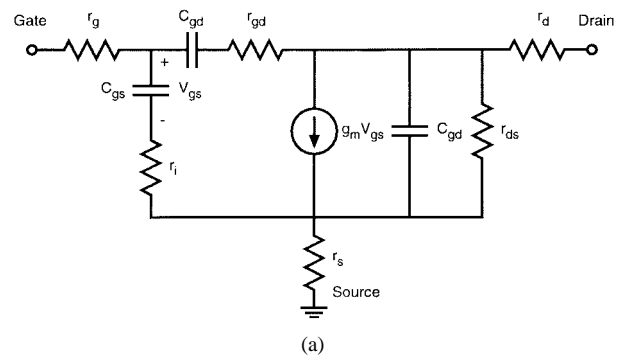 Gate
r_g
C_gd
r_gd
r_d
Drain
+
C_gs
V_gs
-
g_mV_gs
C_gd
r_ds
r_i
r_s
Source
(a)